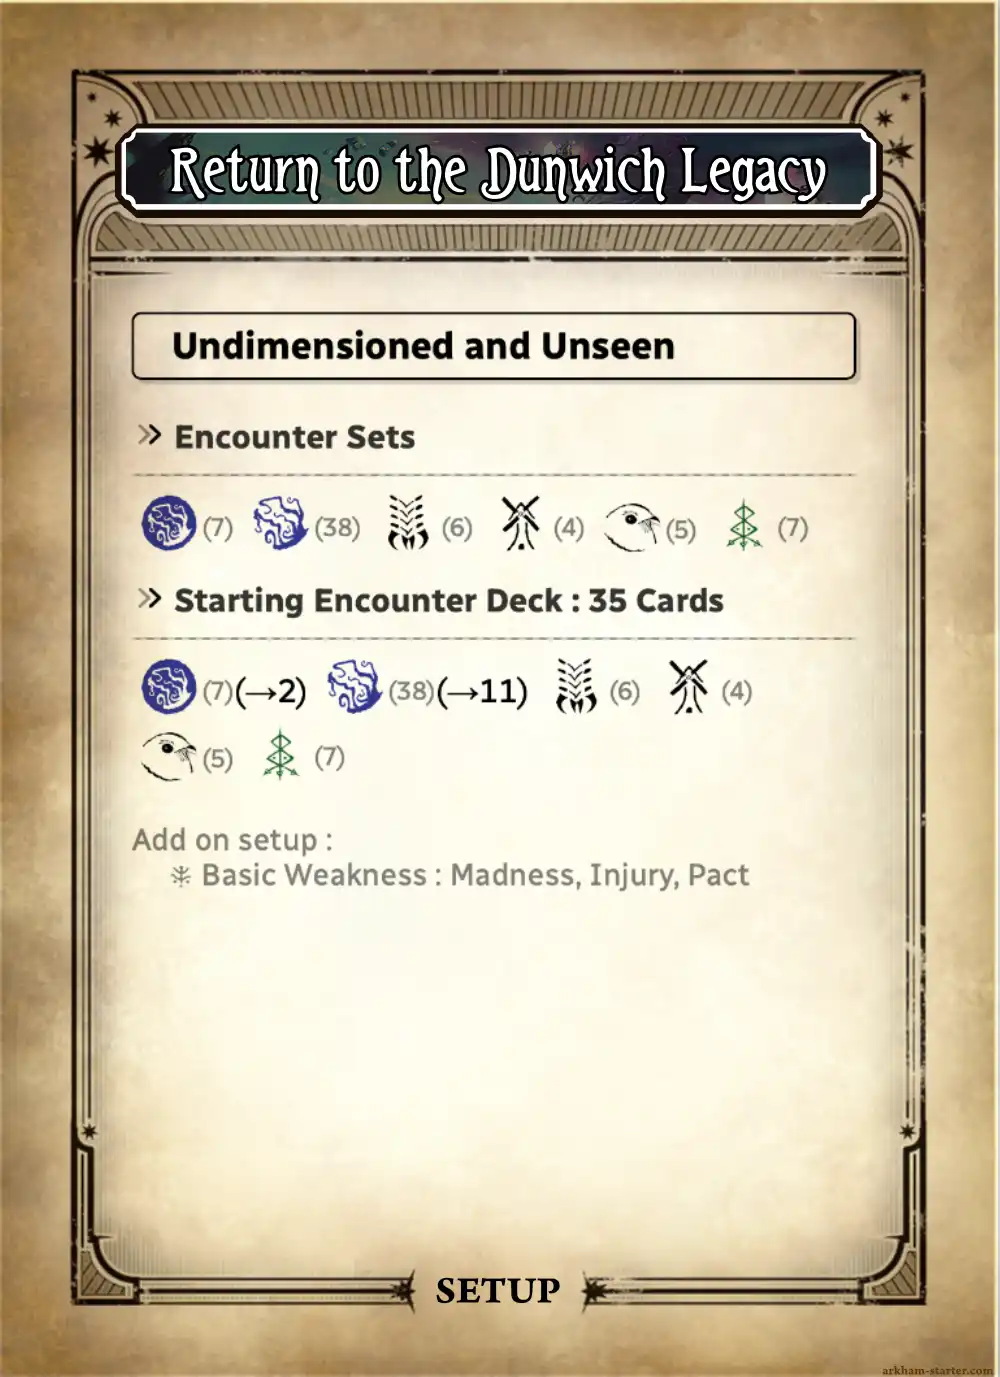 Return to the Dunwich Legacy
Undimensioned and Unseen
» Encounter Sets
(7) (38) (6) (4) (5) (7)
» Starting Encounter Deck : 35 Cards
(7)(→2) (38)(→11) (6) (4)
(5) (7)
Add on setup :
Basic Weakness : Madness, Injury, Pact
SETUP
arkham-starter.com